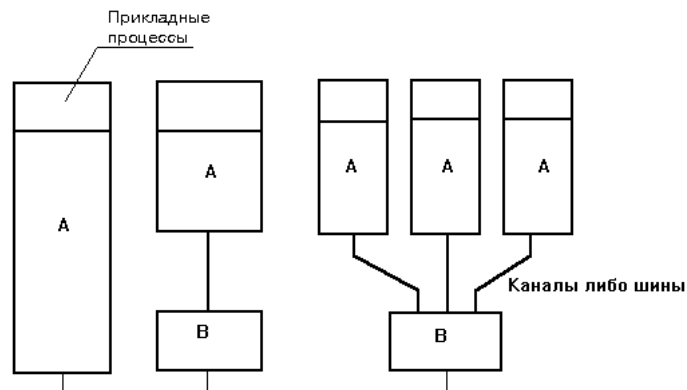 Прикладные
процессы
А
А
А
А
А
Каналы либо шины
В
В